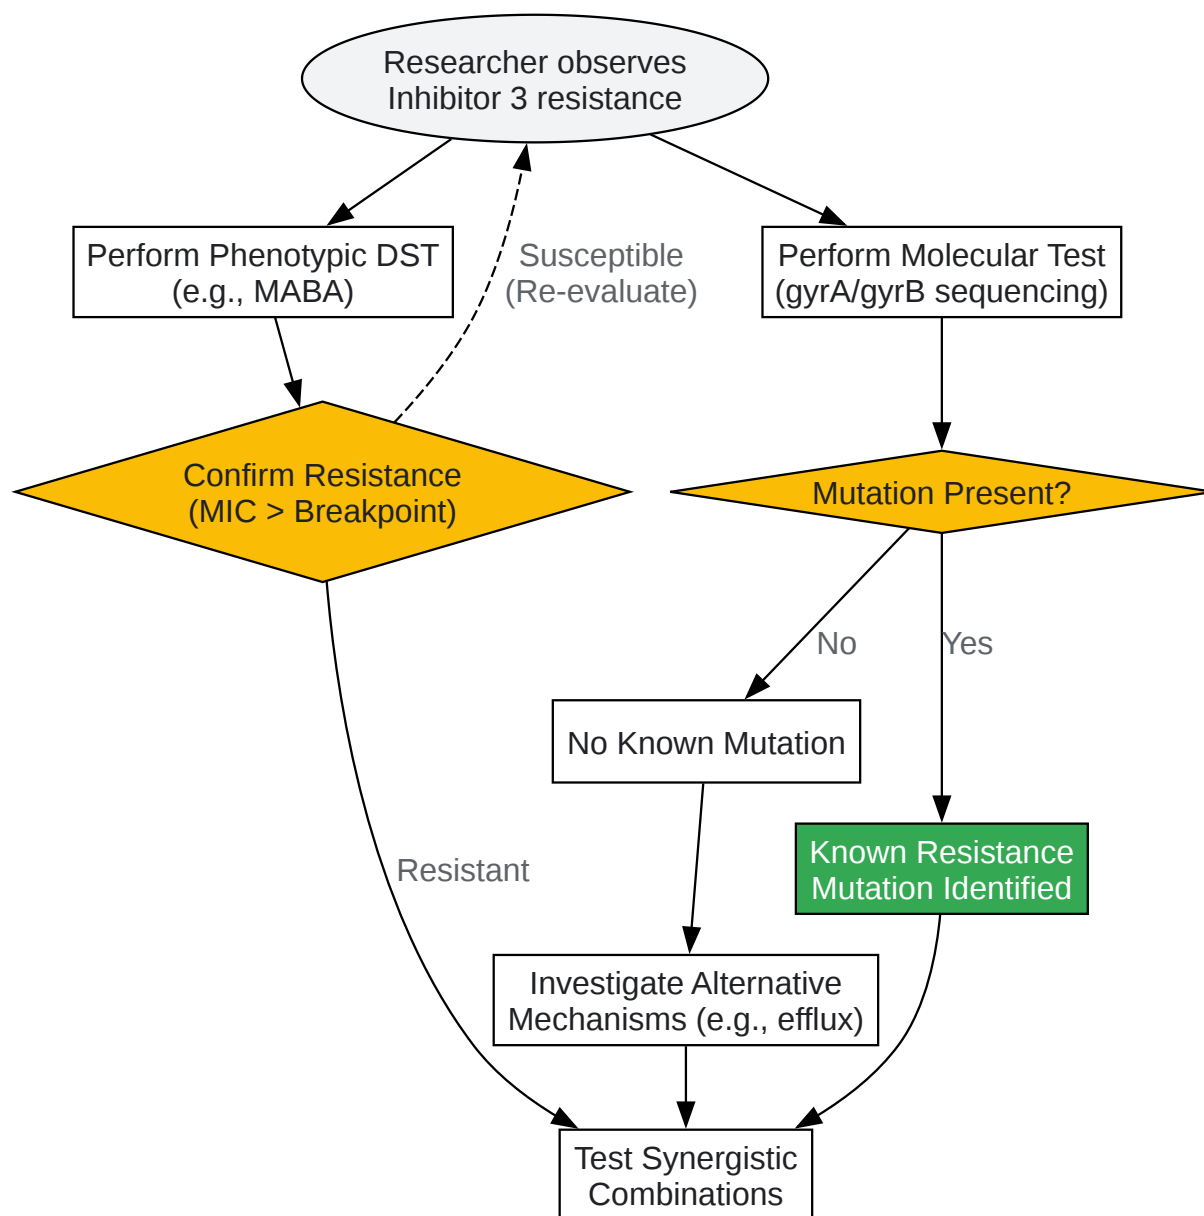 Researcher observes
Inhibitor 3 resistance
Perform Phenotypic DST
(e.g., MABA)
Susceptible
(Re-evaluate)
Perform Molecular Test
(gyrA/gyrB sequencing)
Confirm Resistance
(MIC > Breakpoint)
Mutation Present?
No
Yes
No Known Mutation
Known Resistance
Mutation Identified
Resistant
Investigate Alternative
Mechanisms (e.g., efflux)
Test Synergistic
Combinations